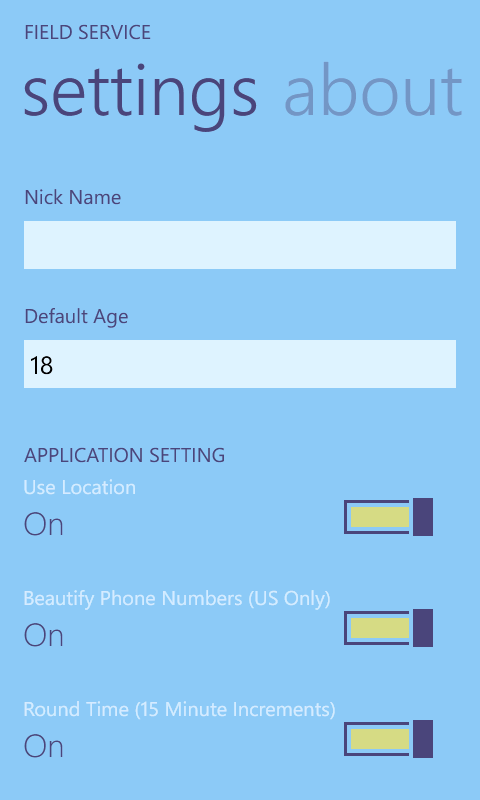 FIELD SERVICE
settings about
Nick Name
Default Age
18
APPLICATION SETTING
Use Location
On
Beautify Phone Numbers (US Only)
On
Round Time (15 Minute Increments)
On